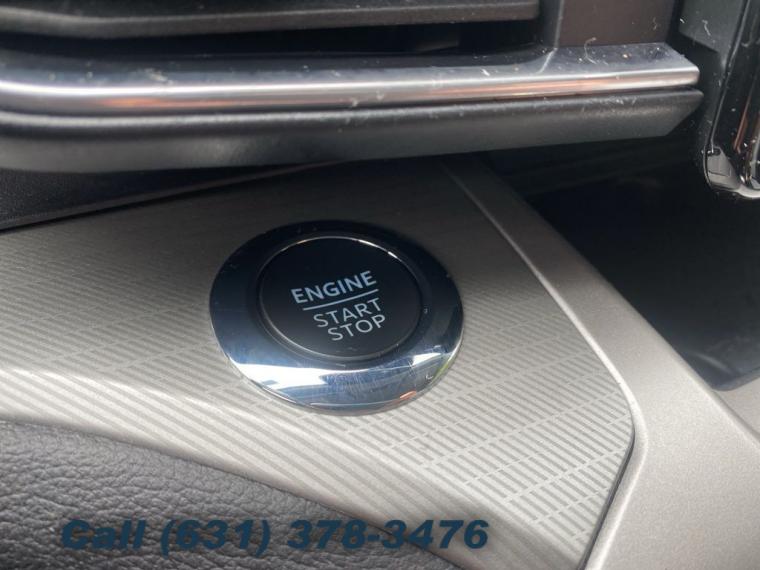 ENGINE
START
STOP
Call (631) 378-3476